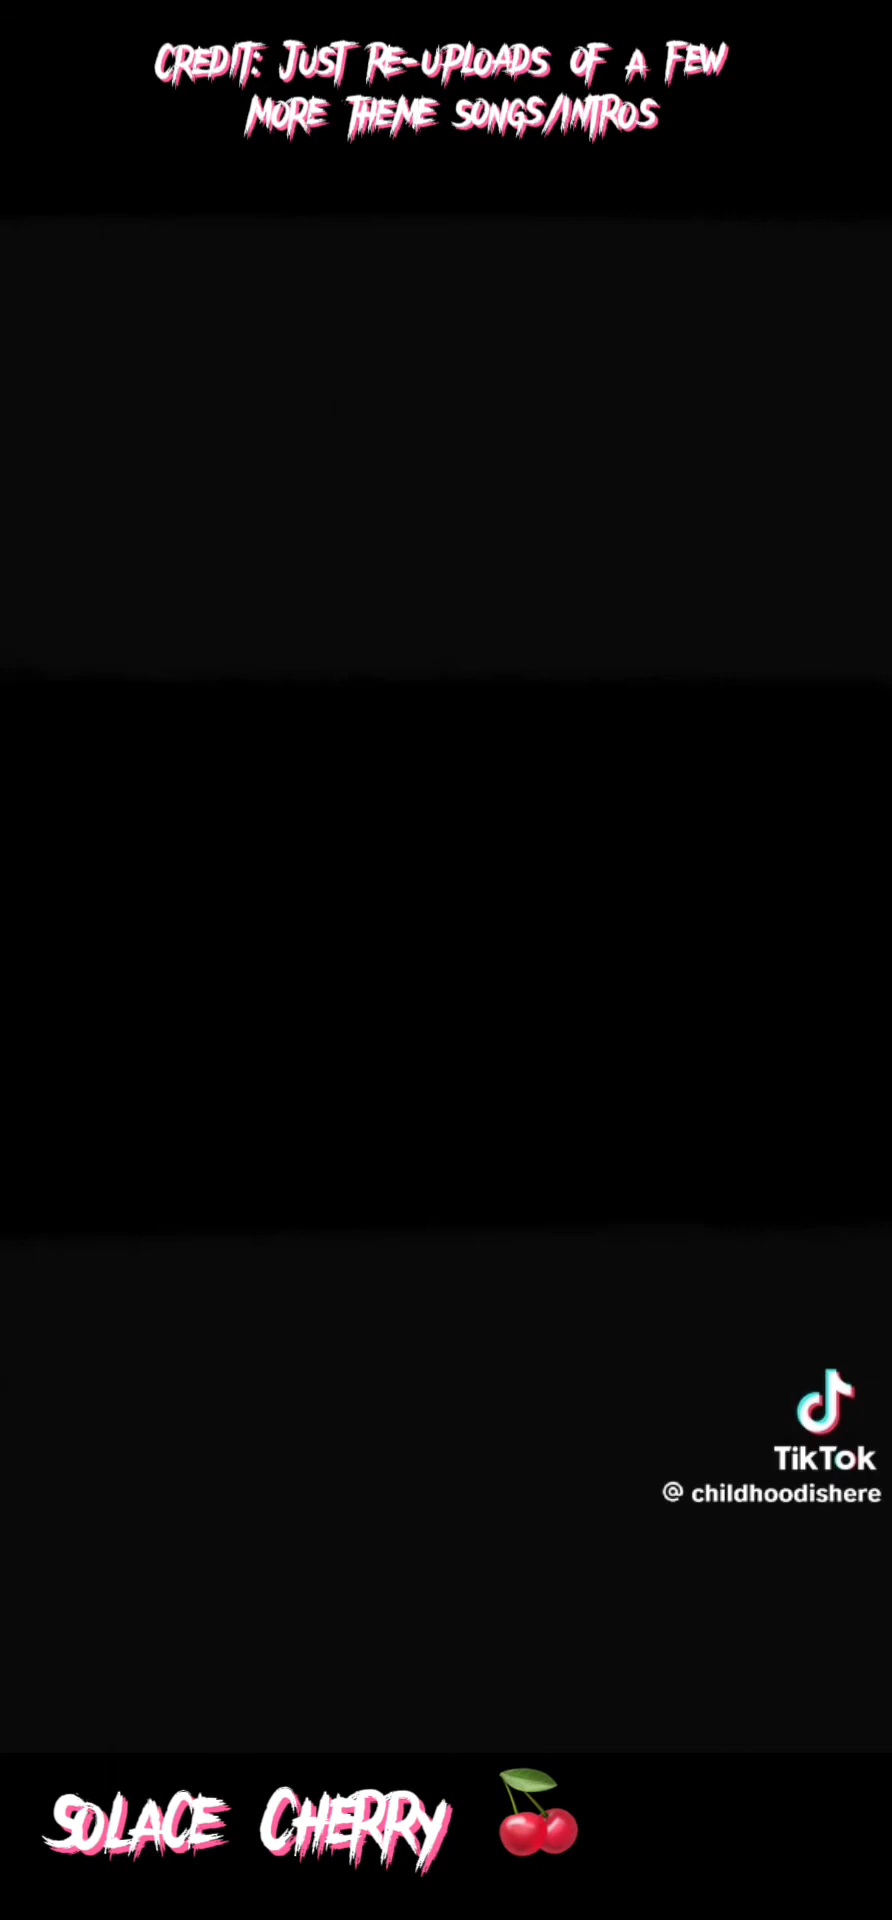 CREDIT: JUST RE-UPLOADS OF A FEW
MORE THEME SONGS/INTROS
TikTok
@ childhoodishere
SOLACE CHERRY